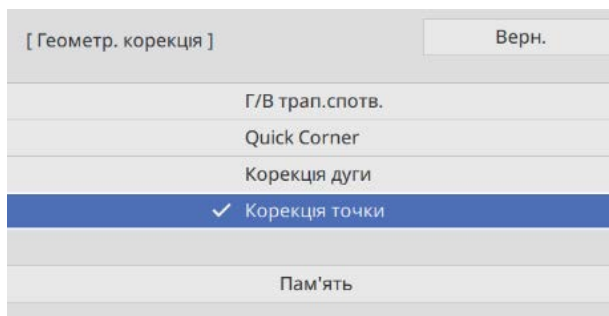 [ Геометр. корекція ]
Верн.
Г/В трап.спотв.
Quick Corner
Корекція дуги
✓ Корекція точки
Пам'ять